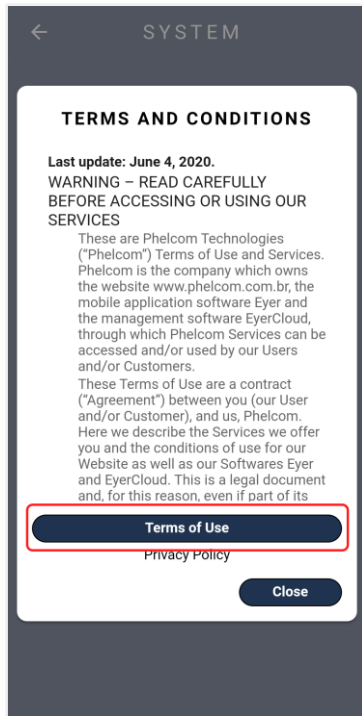 SYSTEM
TERMS AND CONDITIONS
Last update: June 4, 2020.
WARNING – READ CAREFULLY
BEFORE ACCESSING OR USING OUR
SERVICES
These are Phelcom Technologies
(“Phelcom”) Terms of Use and Services.
Phelcom is the company which owns
the website www.phelcom.com.br, the
mobile application software Eyer and
the management software EyerCloud,
through which Phelcom Services can be
accessed and/or used by our Users
and/or Customers.
These Terms of Use are a contract
(“Agreement”) between you (our User
and/or Customer), and us, Phelcom.
Here we describe the Services we offer
you and the conditions of use for our
Website as well as our Softwares Eyer
and EyerCloud. This is a legal document
and, for this reason, even if part of its
Terms of Use
Privacy Policy
Close